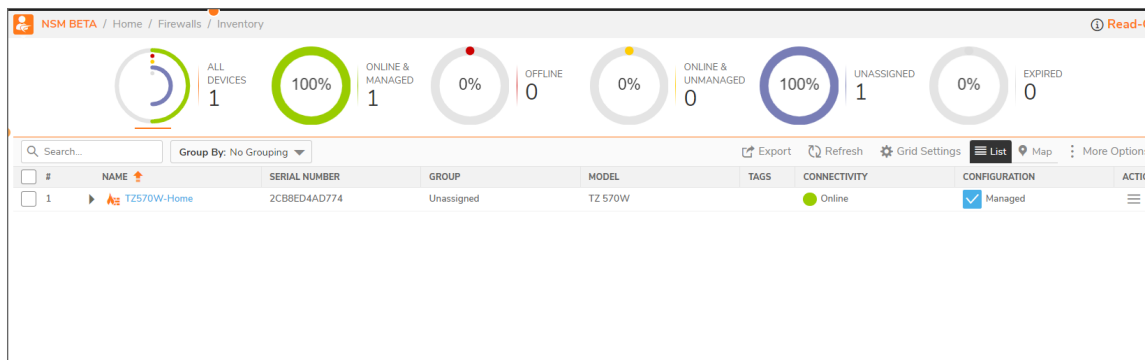 NSM BETA / Home / Firewalls / Inventory
Read-
ALL DEVICES 1
100% ONLINE & MANAGED 1
0% OFFLINE 0
0% ONLINE & UNMANAGED 0
100% UNASSIGNED 1
0% EXPIRED 0
Search... Group By: No Grouping Export Refresh Grid Settings List Map More Options
# NAME SERIAL NUMBER GROUP MODEL TAGS CONNECTIVITY CONFIGURATION ACTIO
1 TZ570W-Home 2CB8ED4AD774 Unassigned TZ 570W Online Managed